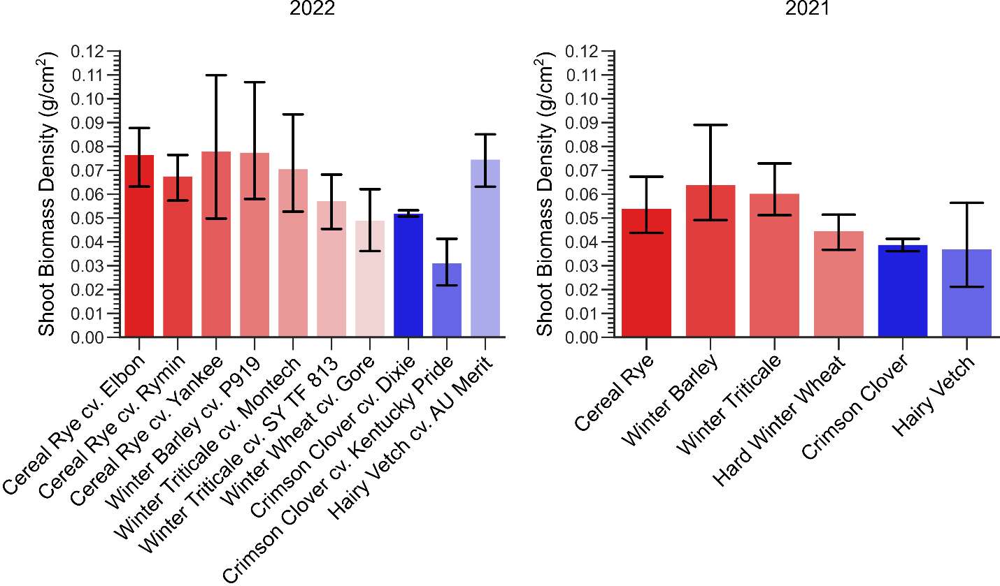 2022
Shoot Biomass Density (g/cm²)
0.12
0.11
0.10
0.09
0.08
0.07
0.06
0.05
0.04
0.03
0.02
0.01
0.00
Cereal Rye cv. Elbon
Cereal Rye cv. Rymin
Cereal Rye cv. Yankee
Winter Barley cv. P919
Winter Triticale cv. Montech
Winter Triticale cv. SY TF 813
Winter Wheat cv. Gore
Crimson Clover cv. Dixie
Crimson Clover cv. Kentucky Pride
Hairy Vetch cv. AU Merit
2021
Shoot Biomass Density (g/cm²)
0.12
0.11
0.10
0.09
0.08
0.07
0.06
0.05
0.04
0.03
0.02
0.01
0.00
Cereal Rye
Winter Barley
Winter Triticale
Hard Winter Wheat
Crimson Clover
Hairy Vetch